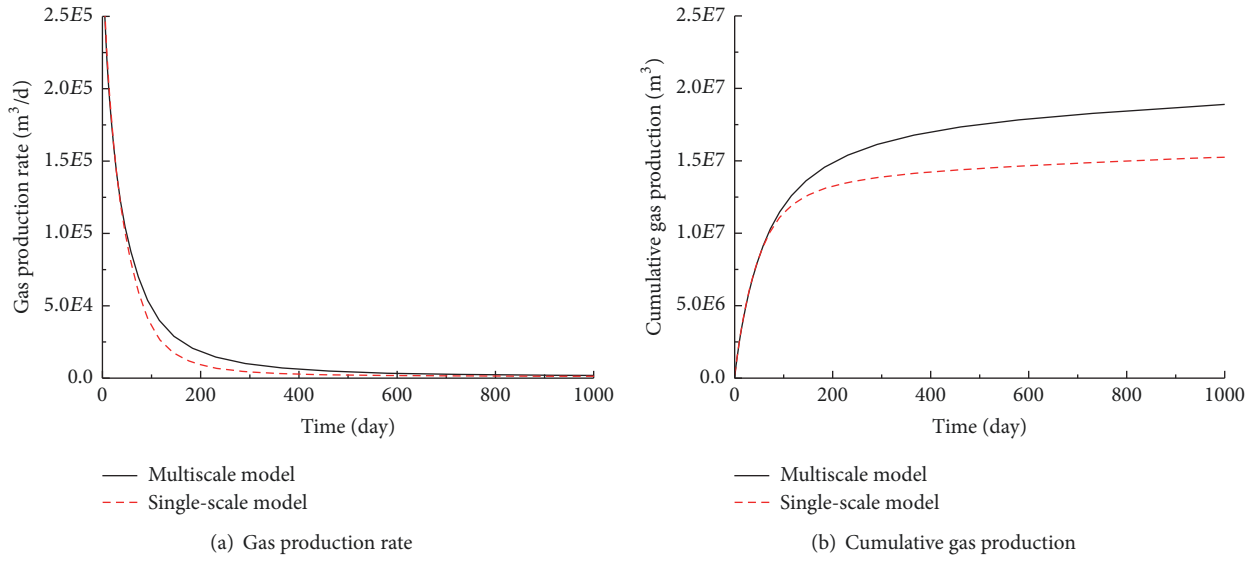 2.5E5
2.0E5
1.5E5
1.0E5
5.0E4
0.0
Gas production rate (m³/d)
0 200 400 600 800 1000
Time (day)
Multiscale model
Single-scale model
(a) Gas production rate
2.5E7
2.0E7
1.5E7
1.0E7
5.0E6
0.0
Cumulative gas production (m³)
0 200 400 600 800 1000
Time (day)
Multiscale model
Single-scale model
(b) Cumulative gas production